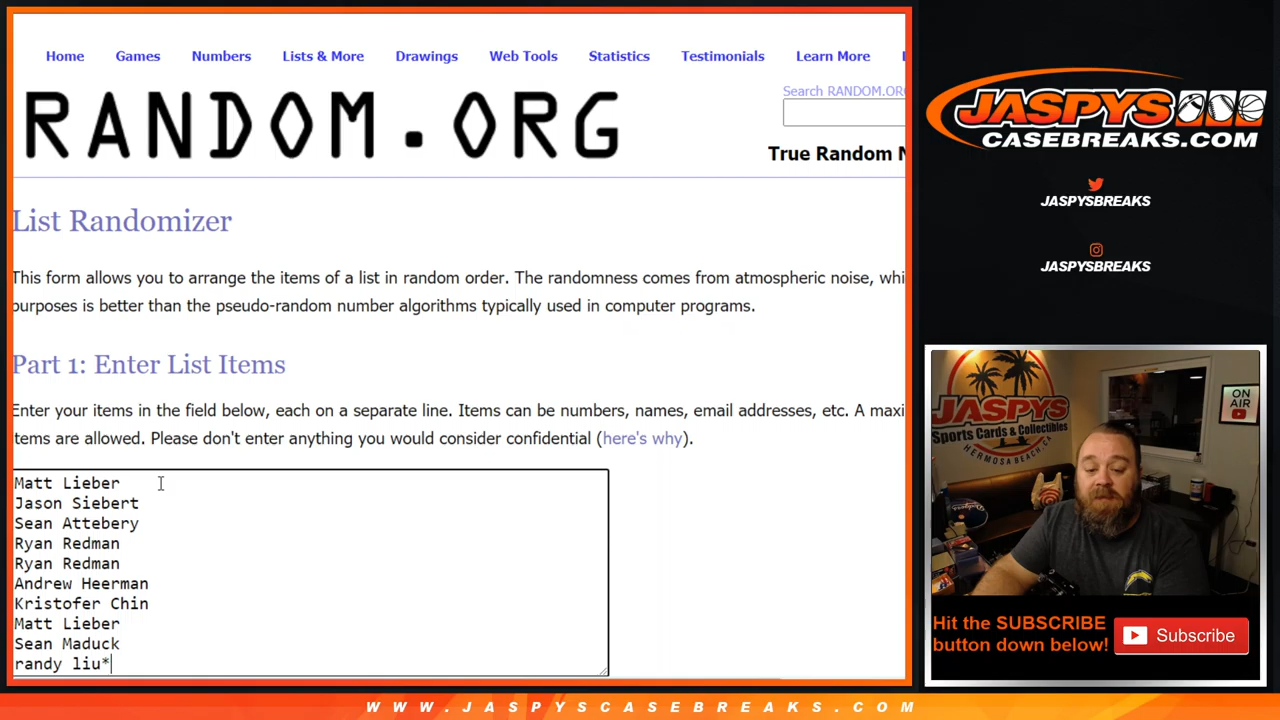 Home Games Numbers Lists & More Drawings Web Tools Statistics Testimonials Learn More
Search RANDOM.ORG
RANDOM.ORG
True Random N
List Randomizer
This form allows you to arrange the items of a list in random order. The randomness comes from atmospheric noise, whi
purposes is better than the pseudo-random number algorithms typically used in computer programs.
Part 1: Enter List Items
Enter your items in the field below, each on a separate line. Items can be numbers, names, email addresses, etc. A maxi
items are allowed. Please don't enter anything you would consider confidential (here's why).
Matt Lieber
Jason Siebert
Sean Attebery
Ryan Redman
Ryan Redman
Andrew Heerman
Kristofer Chin
Matt Lieber
Sean Maduck
randy liu*
JASPYS
CASEBREAKS.COM
JASPYSBREAKS
JASPYSBREAKS
JASPYS
Sports Cards & Collectibles
HERMOSA BEACH, CA
ON
AIR
Hit the SUBSCRIBE
button down below!
Subscribe
WWW.JASPYSCASEBREAKS.COM